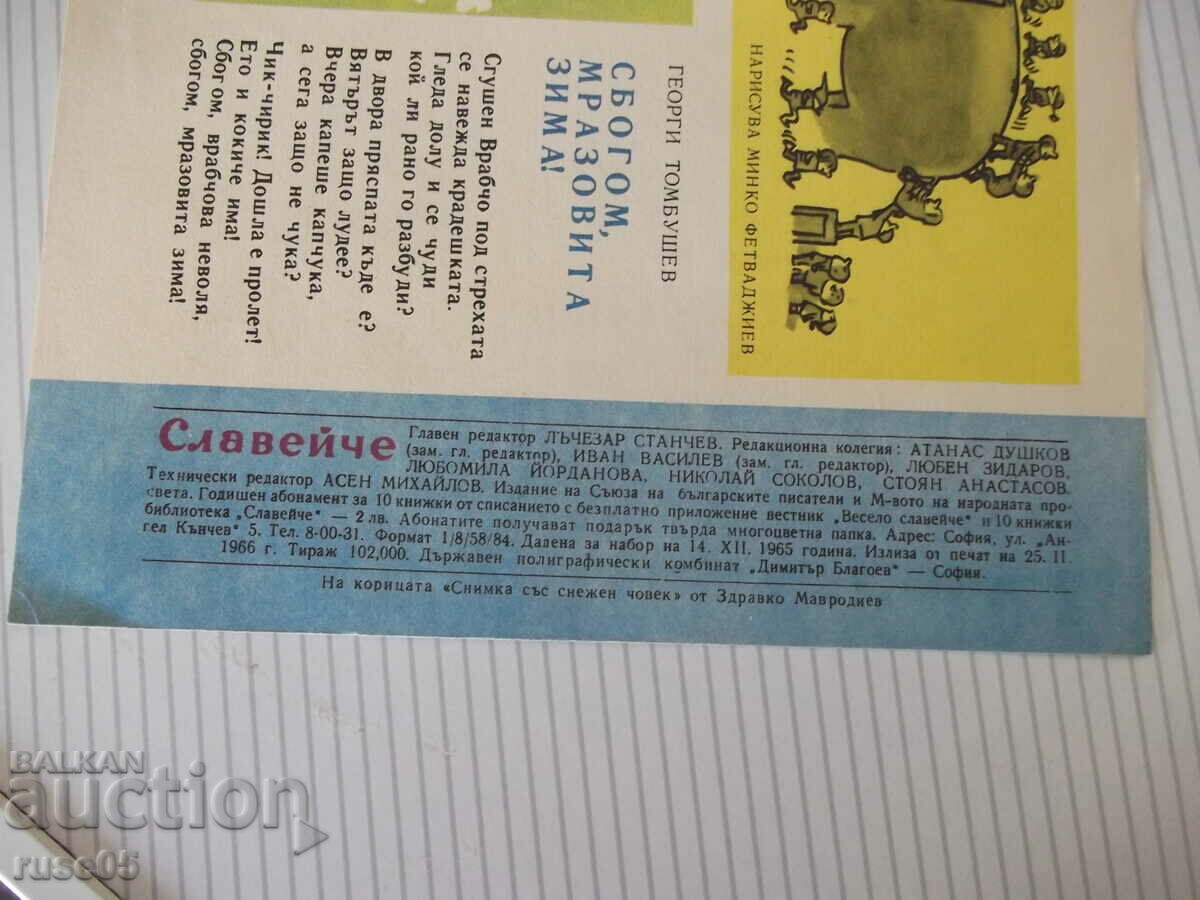 ГЕОРГИ ТОМБУШЕВ
СБОГОМ,
МРАЗОВИТА
ЗИМА!
Сгушен Врабчо под стрехата
се навежда крадешката.
Гледа долу и се чуди
кой ли рано го разбуди?
В двора пряспата къде е?
Вятърът защо лудее?
Вчера капеше капчука,
а сега защо не чука?
Чик-чирик! Дошла е пролет!
Ето и кокиче има!
Сбогом, врабчова неволя,
сбогом, мразовита зима!
НАРИСУВА МИНКО ФЕТВАДЖИЕВ
Славейче
Главен редактор ЛЪЧЕЗАР СТАНЧЕВ. Редакционна колегия: АТАНАС ДУШКОВ
(зам. гл. редактор), ИВАН ВАСИЛЕВ (зам. гл. редактор), ЛЮБЕН ЗИДАРОВ,
ЛЮБОМИЛА ЙОРДАНОВА, НИКОЛАЙ СОКОЛОВ, СТОЯН АНАСТАСОВ.
Технически редактор АСЕН МИХАЙЛОВ. Издание на Съюза на българските писатели и М-вото на народната про-
света. Годишен абонамент за 10 книжки от списанието с безплатно приложение вестник „Весело славейче“ и 10 книжки
библиотека „Славейче“ — 2 лв. Абонатите получават подарък твърда многоцветна папка. Адрес: София, ул. „Ан-
гел Кънчев“ 5. Тел. 8-00-31. Формат 1/8/58/84. Дадена за набор на 14. XII. 1965 година. Излиза от печат на 25. II.
1966 г. Тираж 102,000. Държавен полиграфически комбинат „Димитър Благоев“ — София.
На корицата «Снимка със снежен човек» от Здравко Мавродиев
BALKAN
auction
ruse05